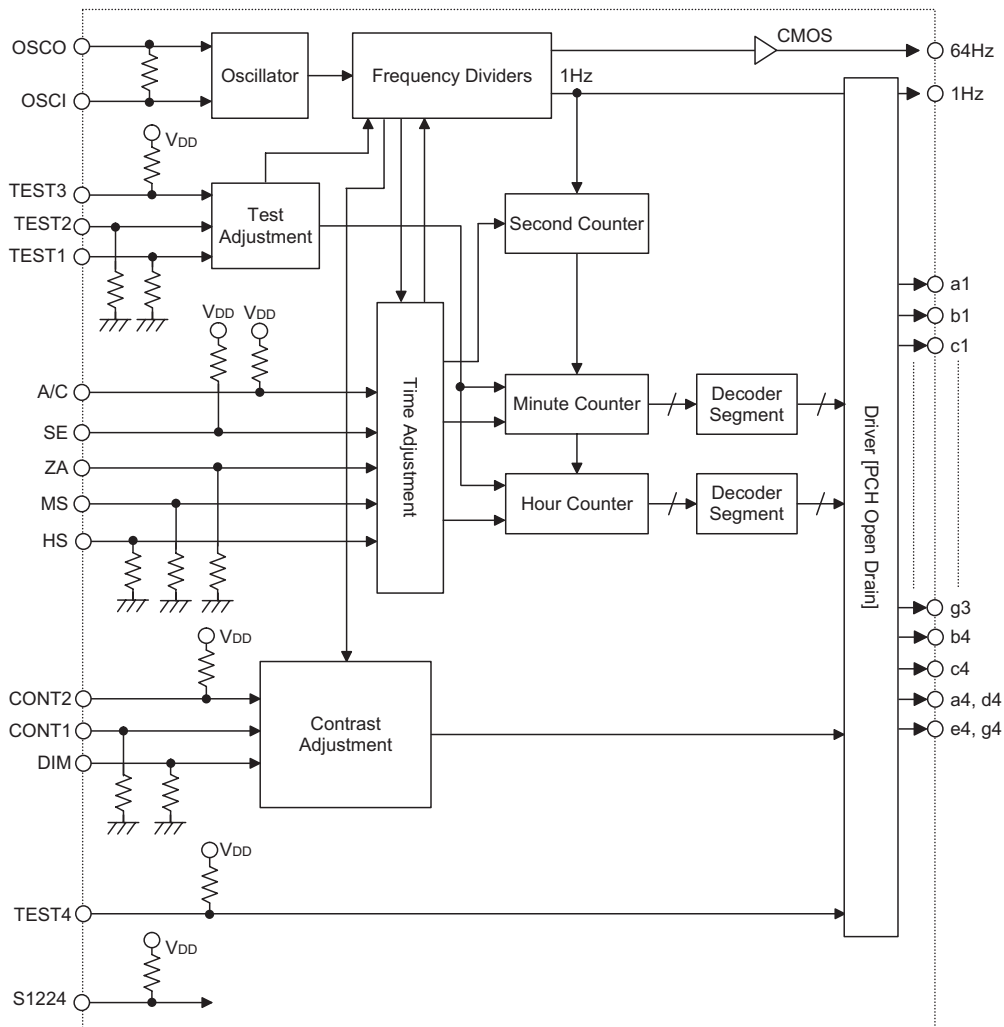 OSCO
OSCI
Oscillator
Frequency Dividers
CMOS
64Hz
1Hz
1Hz
VDD
TEST3
TEST2
TEST1
Test
Adjustment
Second Counter
a1
b1
c1
VDD
VDD
A/C
SE
ZA
MS
HS
Time Adjustment
Minute Counter
Decoder
Segment
Hour Counter
Decoder
Segment
Driver [PCH Open Drain]
g3
b4
c4
a4, d4
e4, g4
VDD
CONT2
CONT1
DIM
Contrast
Adjustment
VDD
TEST4
VDD
S1224